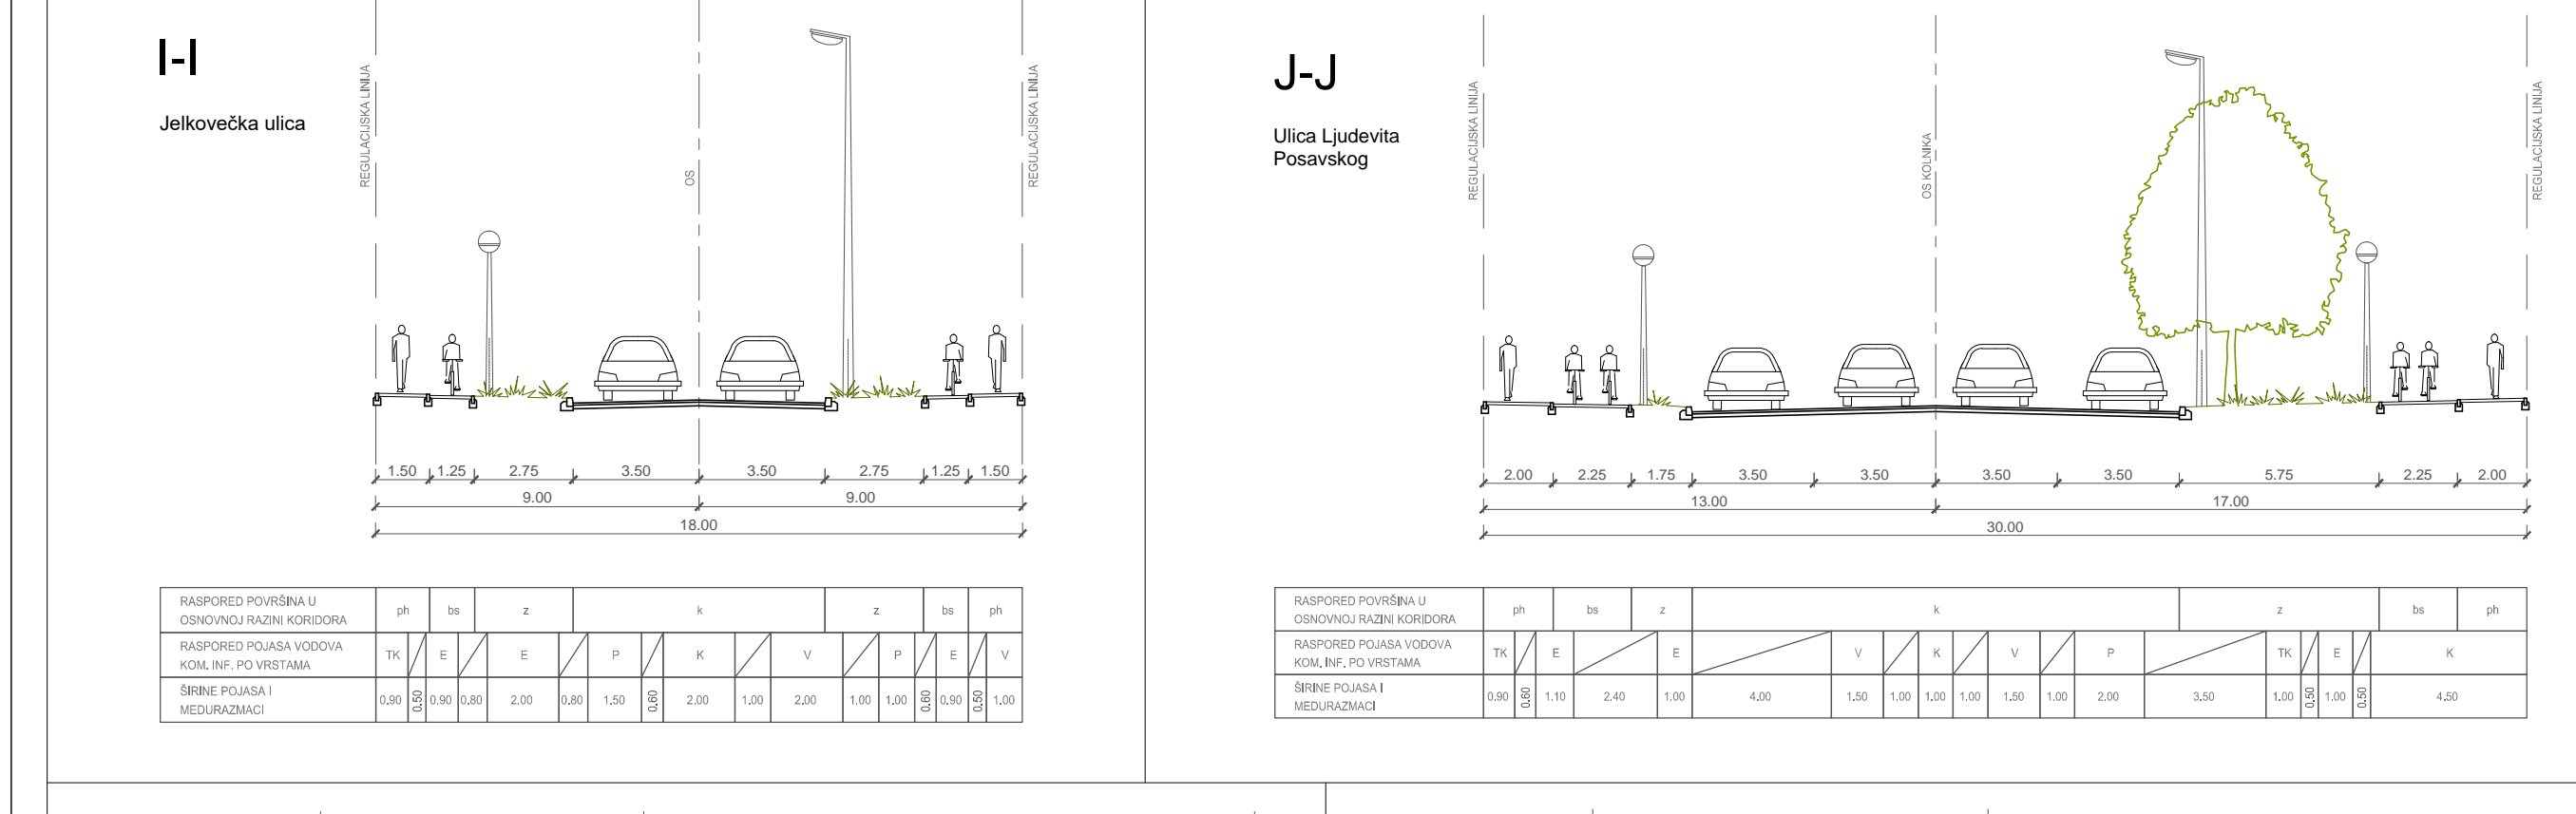 I-I
Jelkovečka ulica
REGULACIJSKA LINIJA
OS
REGULACIJSKA LINIJA
1.50 1.25 2.75 3.50 3.50 2.75 1.25 1.50
9.00 9.00
18.00
RASPORED POVRŠINA U
OSNOVNOJ RAZINI KORIDORA
ph bs z k z bs ph
RASPORED POJASA VODOVA
KOM. INF. PO VRSTAMA
TK E E P K V P E V
ŠIRINE POJASA I
MEDURAZMACI
0.90 0.50 0.90 0.80 2.00 0.80 1.50 0.60 2.00 1.00 2.00 1.00 1.00 0.60 0.90 0.50 1.00
J-J
Ulica Ljudevita
Posavskog
REGULACIJSKA LINIJA
OS KOLNIKA
REGULACIJSKA LINIJA
2.00 2.25 1.75 3.50 3.50 3.50 3.50 5.75 2.25 2.00
13.00 17.00
30.00
RASPORED POVRŠINA U
OSNOVNOJ RAZINI KORIDORA
ph bs z k z bs ph
RASPORED POJASA VODOVA
KOM. INF. PO VRSTAMA
TK E E V K V P TK E K
ŠIRINE POJASA I
MEDURAZMACI
0.90 0.60 1.10 2.40 1.00 4.00 1.50 1.00 1.00 1.00 1.50 1.00 2.00 3.50 1.00 0.50 1.00 0.50 4.50